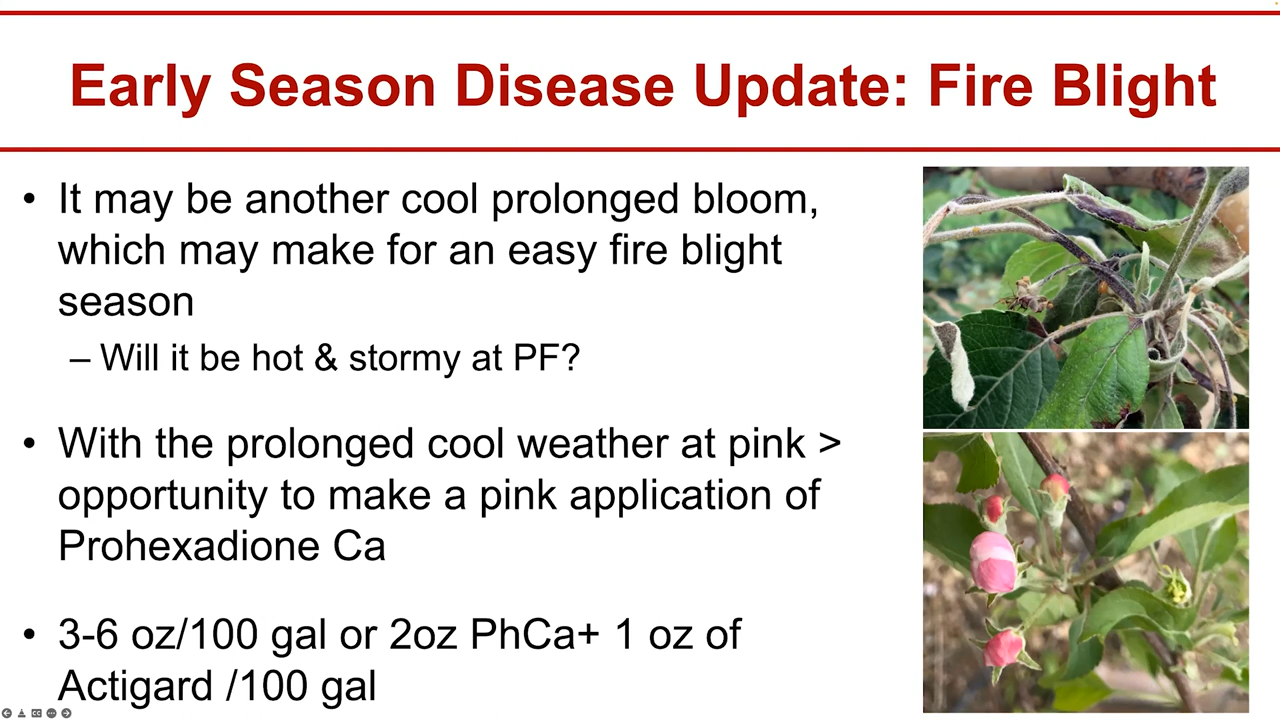 Early Season Disease Update: Fire Blight
• It may be another cool prolonged bloom,
which may make for an easy fire blight
season
– Will it be hot & stormy at PF?
• With the prolonged cool weather at pink >
opportunity to make a pink application of
Prohexadione Ca
• 3-6 oz/100 gal or 2oz PhCa+ 1 oz of
Actigard /100 gal